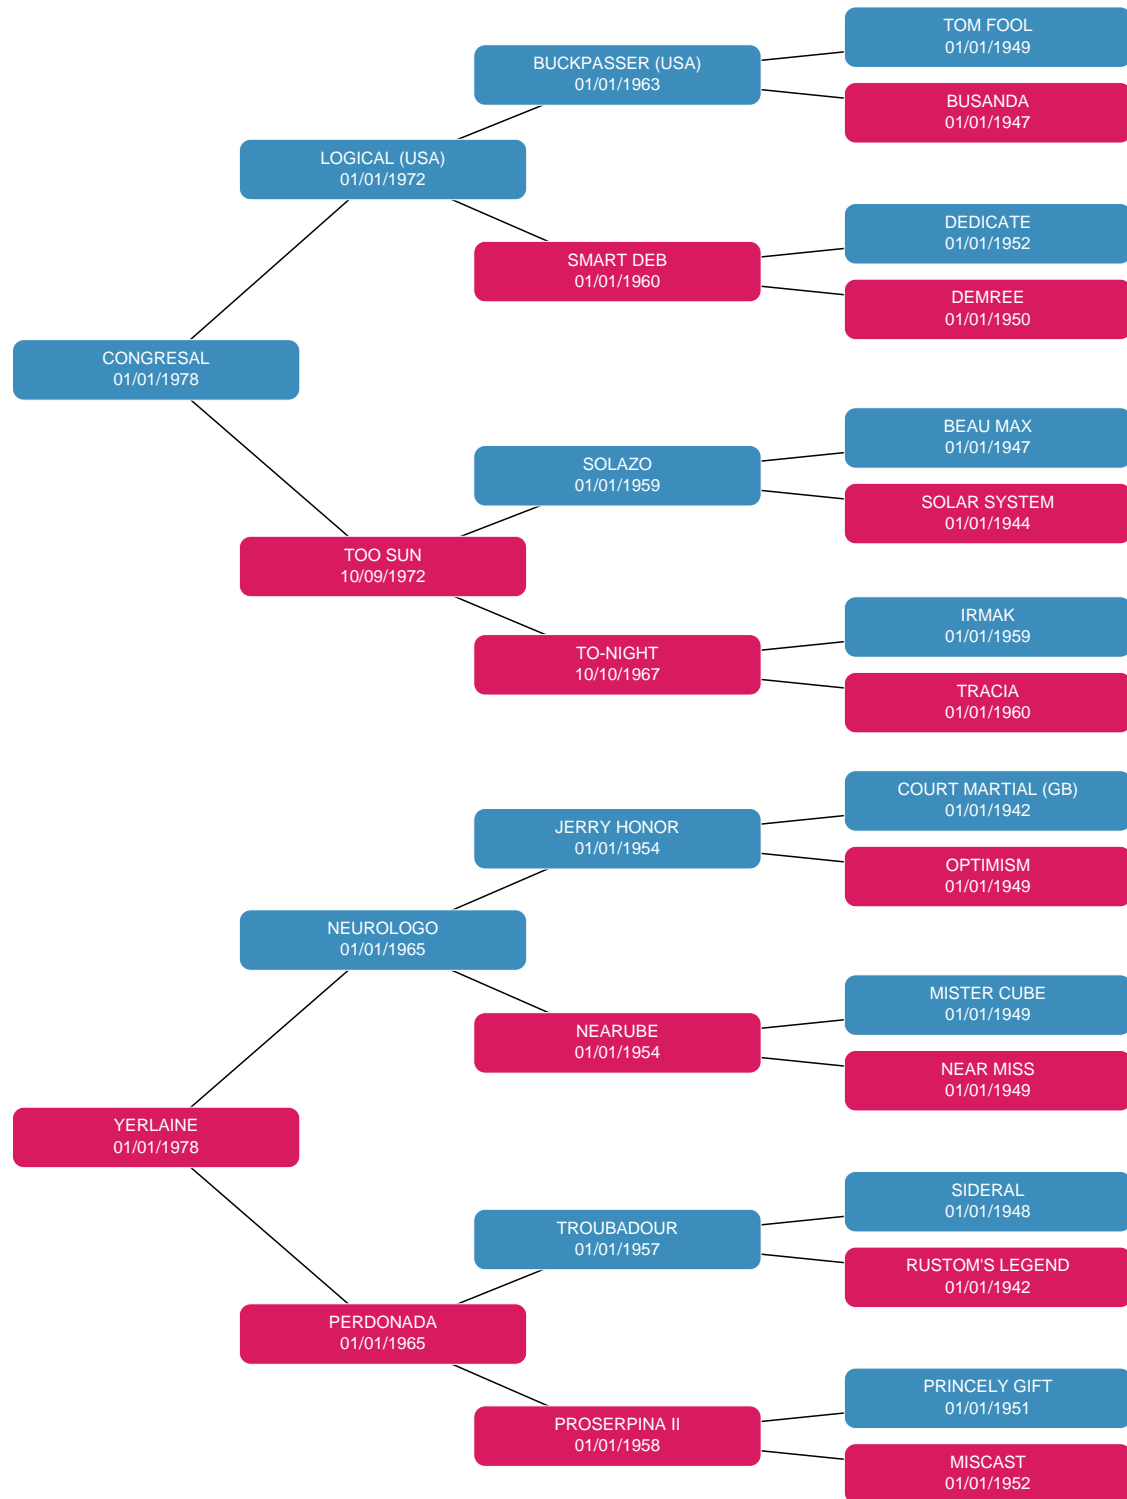 TOM FOOL
01/01/1949
BUCKPASSER (USA)
01/01/1963
BUSANDA
01/01/1947
LOGICAL (USA)
01/01/1972
DEDICATE
01/01/1952
SMART DEB
01/01/1960
DEMREE
01/01/1950
CONGRESAL
01/01/1978
BEAU MAX
01/01/1947
SOLAZO
01/01/1959
SOLAR SYSTEM
01/01/1944
TOO SUN
10/09/1972
IRMAK
01/01/1959
TO-NIGHT
10/10/1967
TRACIA
01/01/1960
COURT MARTIAL (GB)
01/01/1942
JERRY HONOR
01/01/1954
OPTIMISM
01/01/1949
NEUROLOGO
01/01/1965
MISTER CUBE
01/01/1949
NEARUBE
01/01/1954
NEAR MISS
01/01/1949
YERLAINE
01/01/1978
SIDERAL
01/01/1948
TROUBADOUR
01/01/1957
RUSTOM'S LEGEND
01/01/1942
PERDONADA
01/01/1965
PRINCELY GIFT
01/01/1951
PROSERPINA II
01/01/1958
MISCAST
01/01/1952